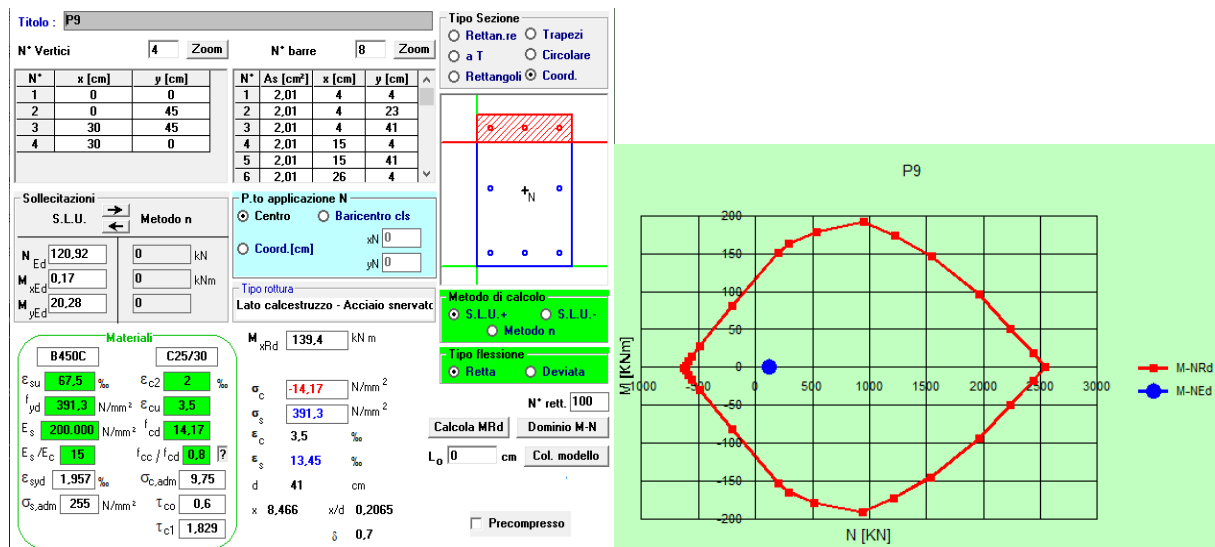 Titolo : P9
N° Vertici 4 Zoom N° barre 8 Zoom
N° x [cm] y [cm]
1 0 0
2 0 45
3 30 45
4 30 0
N° As [cm²] x [cm] y [cm]
1 2,01 4 4
2 2,01 4 23
3 2,01 4 41
4 2,01 15 4
5 2,01 15 41
6 2,01 26 4
Tipo Sezione
Rettan.re Trapezi
a T Circolare
Rettangoli Coord.
N
Sollecitazioni
S.L.U. Metodo n
N Ed 120,92 0 kN
M xEd 0,17 0 kNm
M yEd 20,28 0
P.to applicazione N
Centro Baricentro cls
Coord.[cm] xN 0
yN 0
Tipo rottura
Lato calcestruzzo - Acciaio snervato
Metodo di calcolo
S.L.U.+ S.L.U.-
Metodo n
Tipo flessione
Retta Deviata
N° rett. 100
Calcola MRd Dominio M-N
L0 0 cm Col. modello
Precompresso
Materiali
B450C C25/30
εsu 67,5 ‰ εc2 2 ‰
fyd 391,3 N/mm² εcu 3,5
Es 200.000 N/mm² fcd 14,17
Es/Ec 15 fcc / fcd 0,8 ?
εsyd 1,957 ‰ σc,adm 9,75
σs,adm 255 N/mm² τco 0,6
τc1 1,829
M xRd 139,4 kN m
σc -14,17 N/mm²
σs 391,3 N/mm²
εc 3,5 ‰
εs 13,45 ‰
d 41 cm
x 8,466 x/d 0,2065
δ 0,7
P9
M [KNm]
200
150
100
50
0
-50
-100
-150
-200
-1000 -500 0 500 1000 1500 2000 2500 3000
N [KN]
M-NRd
M-NEd